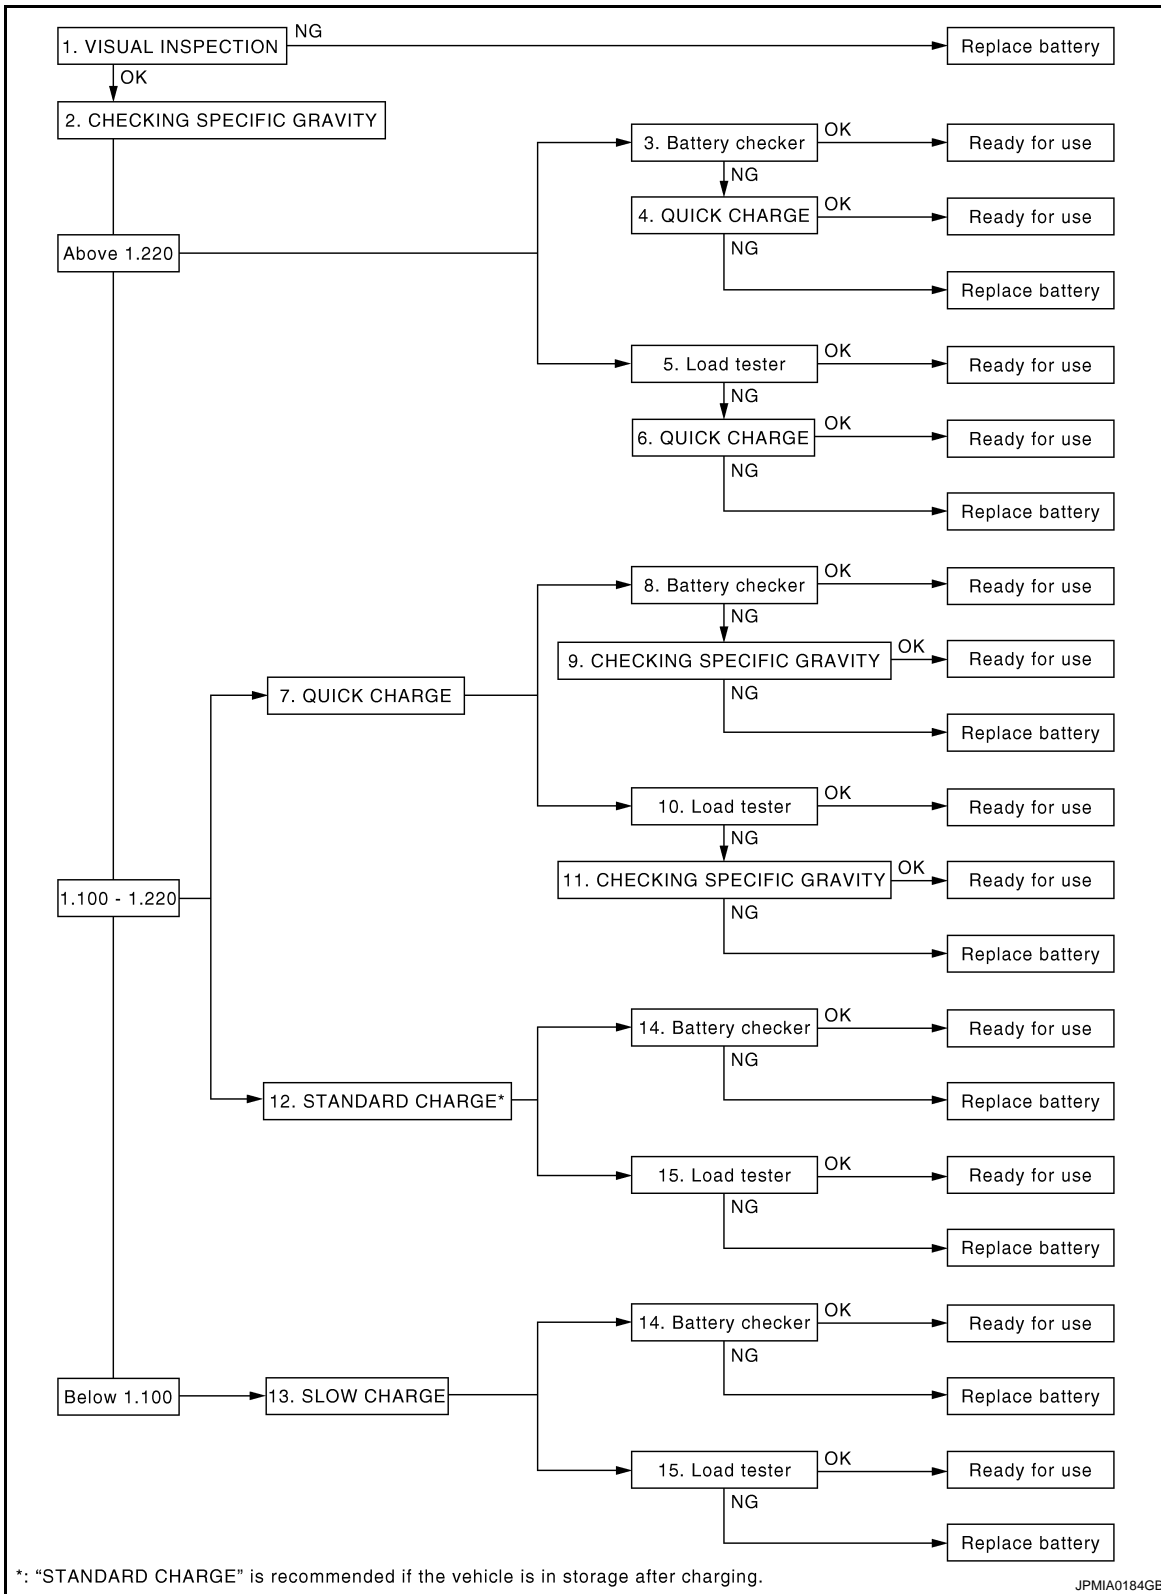 1. VISUAL INSPECTION
NG
Replace battery
OK
2. CHECKING SPECIFIC GRAVITY
3. Battery checker
OK
Ready for use
NG
4. QUICK CHARGE
OK
Ready for use
NG
Above 1.220
Replace battery
5. Load tester
OK
Ready for use
NG
6. QUICK CHARGE
OK
Ready for use
NG
Replace battery
8. Battery checker
OK
Ready for use
NG
9. CHECKING SPECIFIC GRAVITY
OK
Ready for use
NG
7. QUICK CHARGE
Replace battery
10. Load tester
OK
Ready for use
NG
11. CHECKING SPECIFIC GRAVITY
OK
Ready for use
1.100 - 1.220
NG
Replace battery
14. Battery checker
OK
Ready for use
NG
12. STANDARD CHARGE*
Replace battery
15. Load tester
OK
Ready for use
NG
Replace battery
14. Battery checker
OK
Ready for use
NG
Below 1.100
13. SLOW CHARGE
Replace battery
15. Load tester
OK
Ready for use
NG
Replace battery
*: “STANDARD CHARGE” is recommended if the vehicle is in storage after charging.
JPMIA0184GB